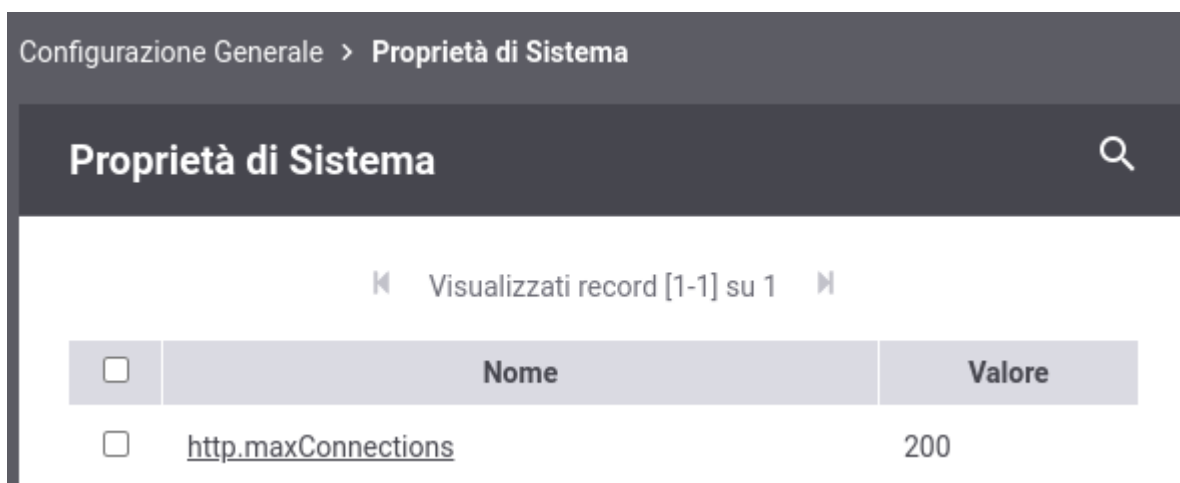 Configurazione Generale > Proprietà di Sistema
Proprietà di Sistema
Visualizzati record [1-1] su 1
Nome Valore
http.maxConnections 200